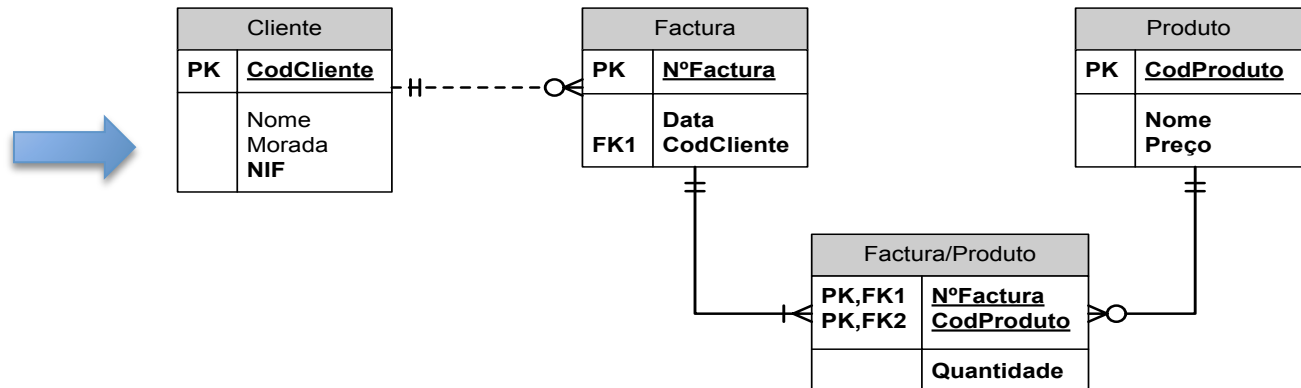 Cliente
PK CodCliente
Nome
Morada
NIF
Factura
PK NºFactura
Data
FK1 CodCliente
Produto
PK CodProduto
Nome
Preço
Factura/Produto
PK,FK1 NºFactura
PK,FK2 CodProduto
Quantidade